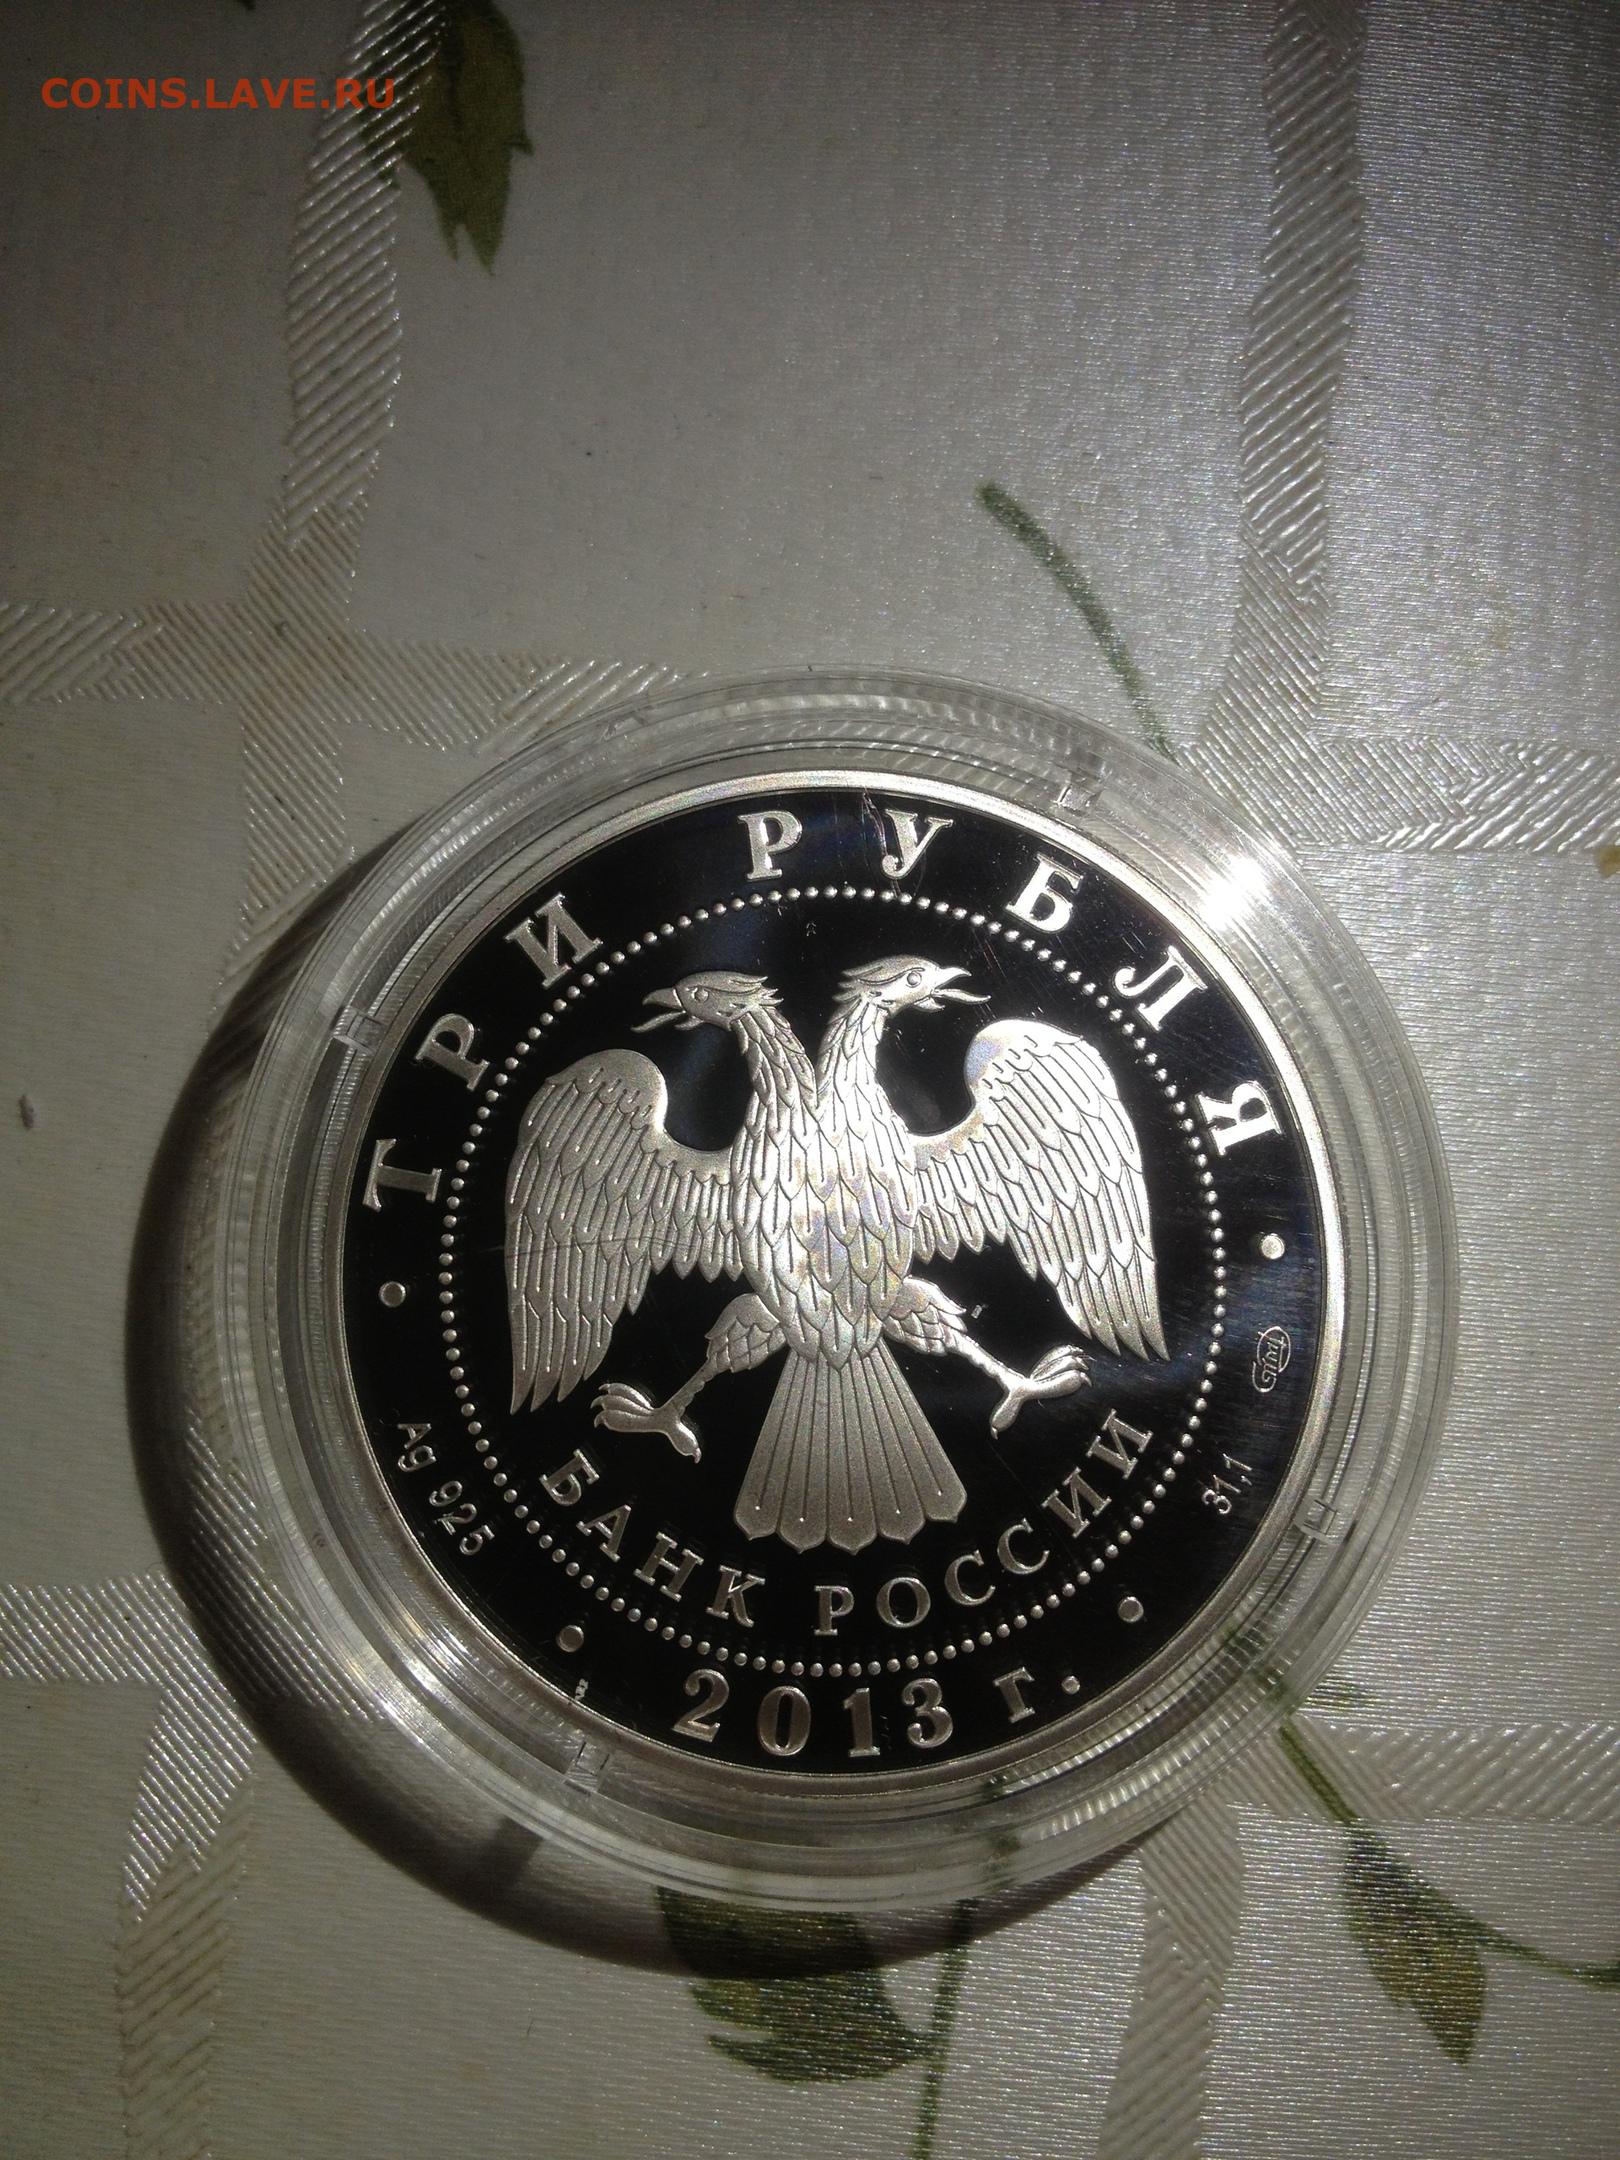 COINS.LAVE.RU
ТРИ РУБЛЯ
Ag 925
31,1
БАНК РОССИИ
2013 г.